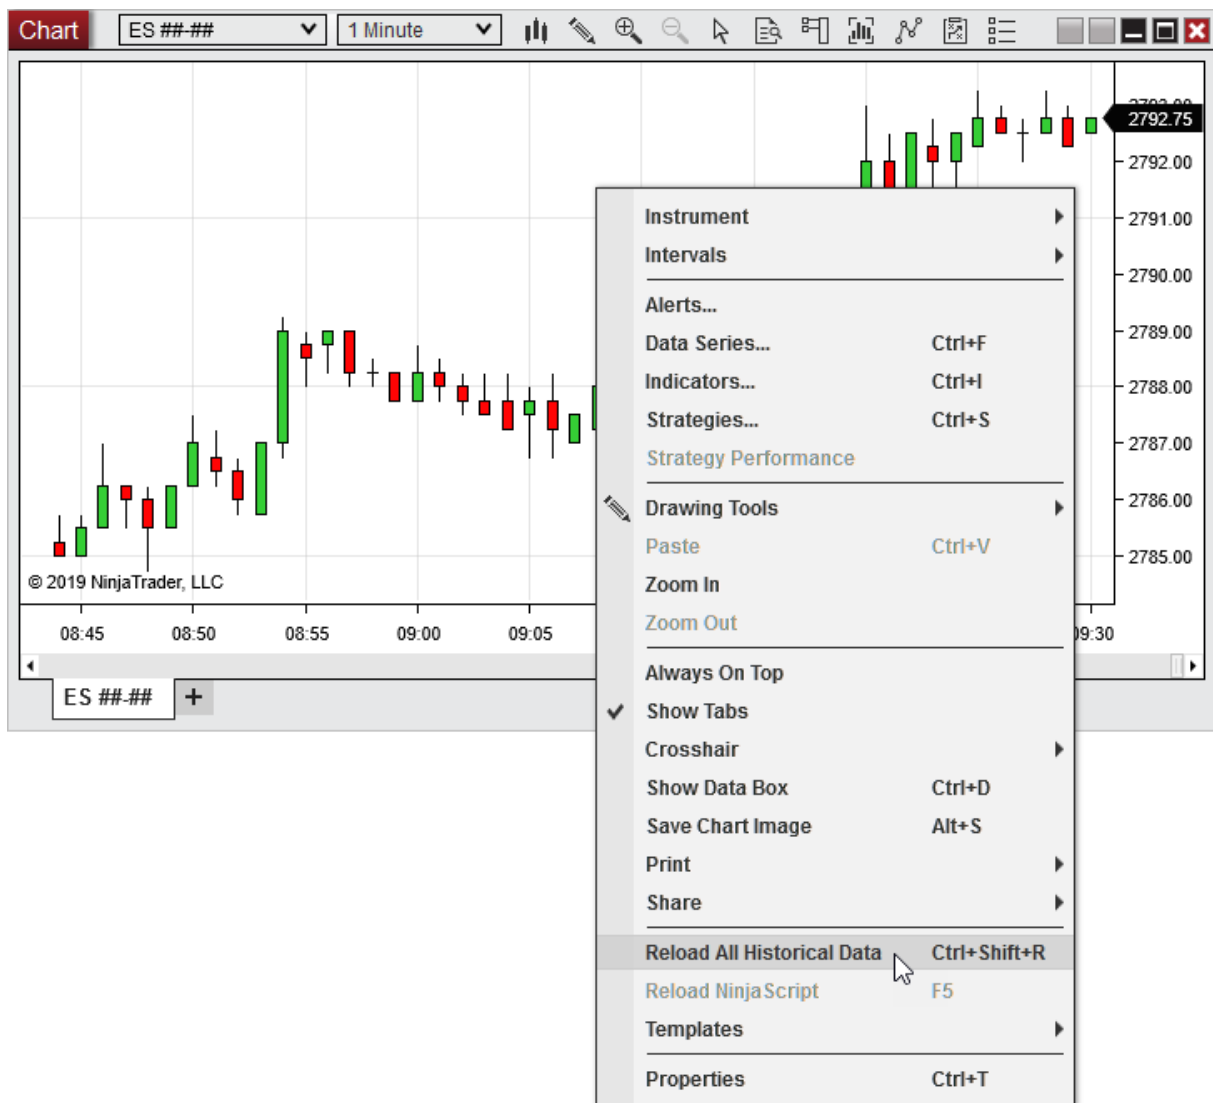 Chart ES ##-## 1 Minute
2792.75
2792.00
2791.00
2790.00
2789.00
2788.00
2787.00
2786.00
2785.00
© 2019 NinjaTrader, LLC
08:45 08:50 08:55 09:00 09:05 09:30
ES ##-## +
Instrument
Intervals
Alerts...
Data Series... Ctrl+F
Indicators... Ctrl+I
Strategies... Ctrl+S
Strategy Performance
Drawing Tools
Paste Ctrl+V
Zoom In
Zoom Out
Always On Top
Show Tabs
Crosshair
Show Data Box Ctrl+D
Save Chart Image Alt+S
Print
Share
Reload All Historical Data Ctrl+Shift+R
Reload NinjaScript F5
Templates
Properties Ctrl+T